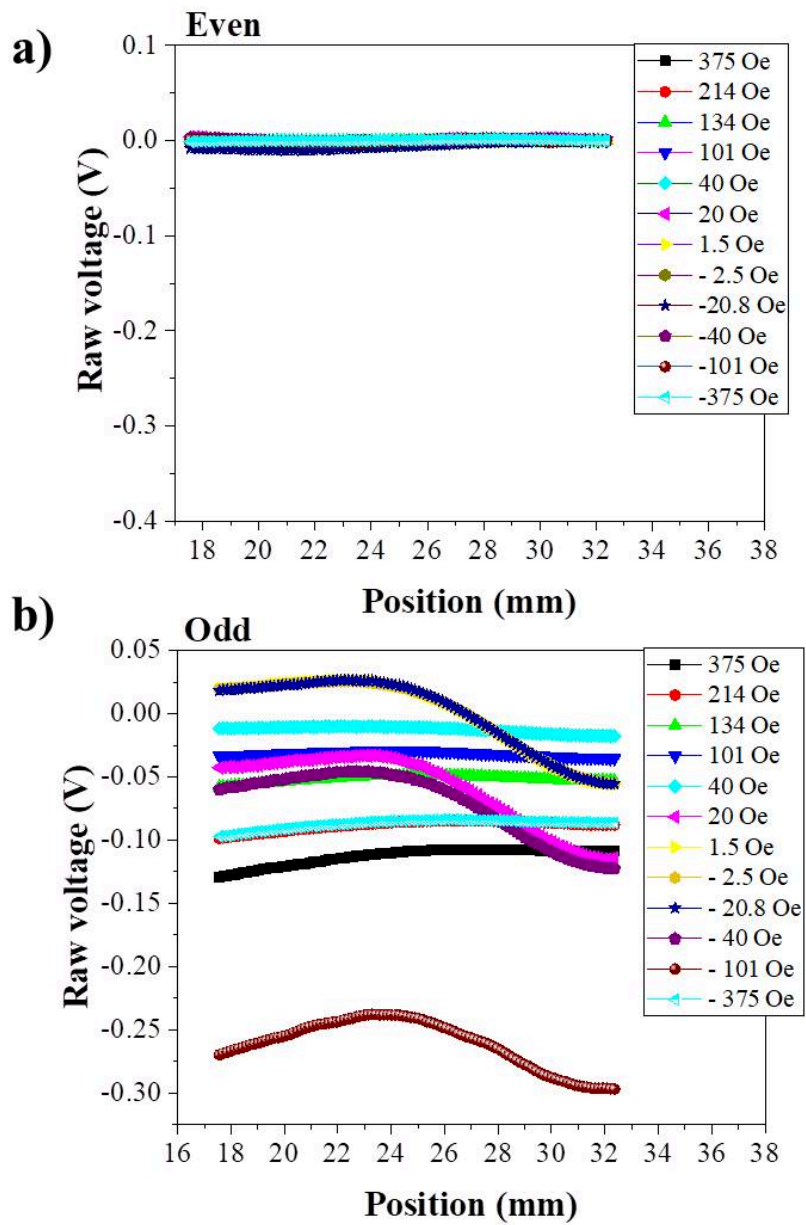 a)
Even
0.1
0.0
-0.1
-0.2
-0.3
-0.4
Raw voltage (V)
18 20 22 24 26 28 30 32 34 36 38
Position (mm)
375 Oe
214 Oe
134 Oe
101 Oe
40 Oe
20 Oe
1.5 Oe
- 2.5 Oe
-20.8 Oe
-40 Oe
-101 Oe
-375 Oe
b)
Odd
0.05
0.00
-0.05
-0.10
-0.15
-0.20
-0.25
-0.30
Raw voltage (V)
16 18 20 22 24 26 28 30 32 34 36 38
Position (mm)
375 Oe
214 Oe
134 Oe
101 Oe
40 Oe
20 Oe
1.5 Oe
- 2.5 Oe
- 20.8 Oe
- 40 Oe
- 101 Oe
- 375 Oe